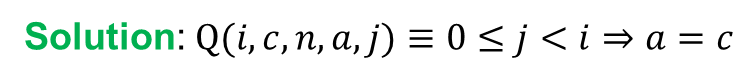 Solution: Q(i, c, n, a, j) ≡ 0 ≤ j < i ⇒ a = c